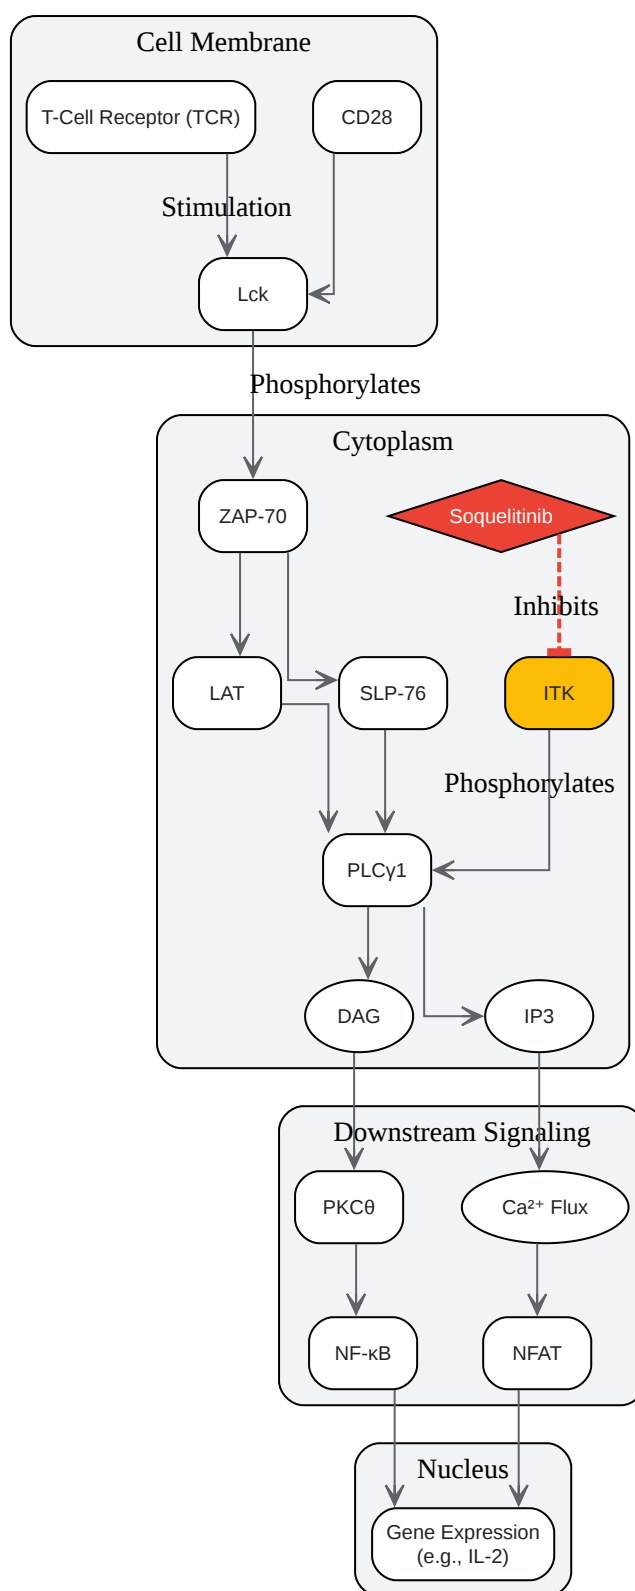 Cell Membrane
T-Cell Receptor (TCR)
CD28
Stimulation
Lck
Phosphorylates
Cytoplasm
ZAP-70
Soquelitinib
Inhibits
LAT
SLP-76
ITK
Phosphorylates
PLCγ1
DAG
IP3
Downstream Signaling
PKCθ
Ca²⁺ Flux
NF-κB
NFAT
Nucleus
Gene Expression
(e.g., IL-2)